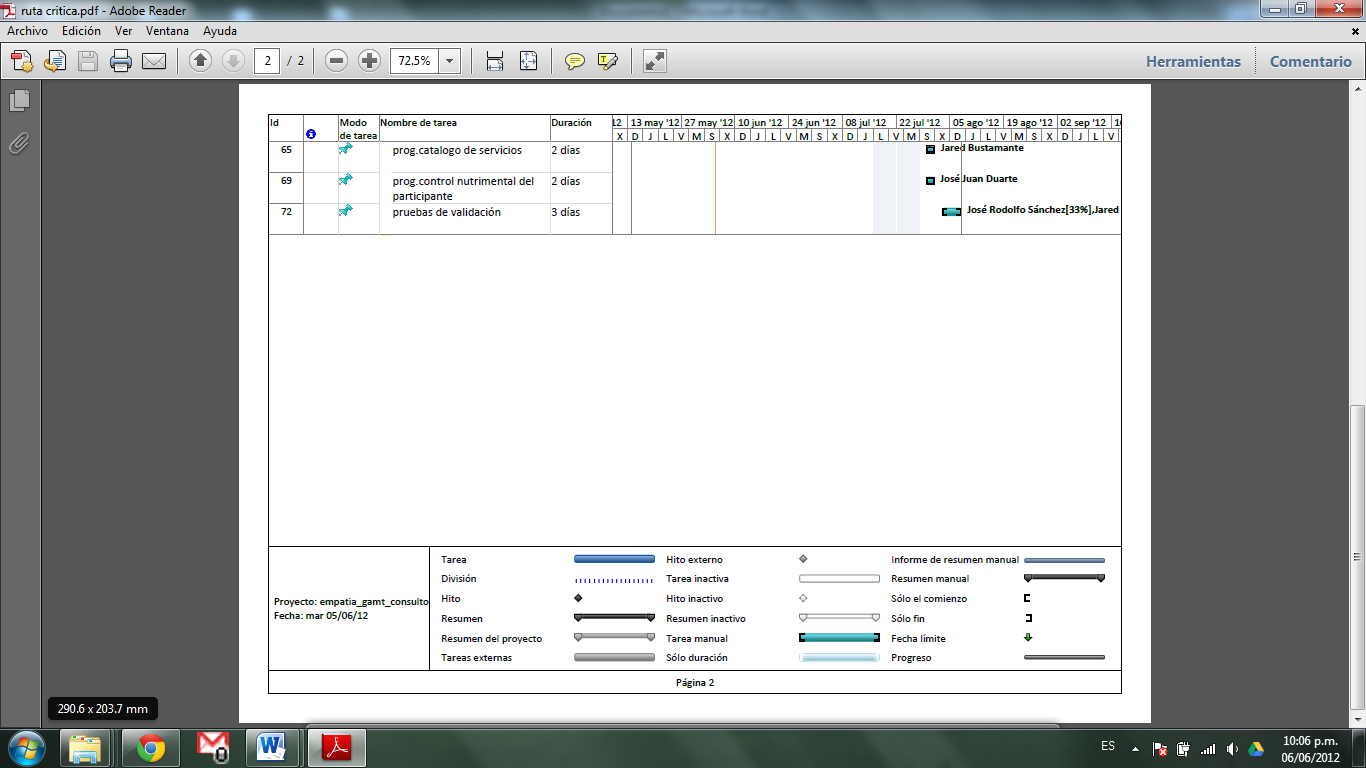 ruta critica.pdf - Adobe Reader
Archivo Edición Ver Ventana Ayuda
2 / 2 72.5% Herramientas Comentario
Id Modo de tarea Nombre de tarea Duración
12 13 may '12 27 may '12 10 jun '12 24 jun '12 08 jul '12 22 jul '12 05 ago '12 19 ago '12 02 sep '12 16
X D J L V M S X D J L V M S X D J L V M S X D J L V M S X D J L V
65 prog.catalogo de servicios 2 días Jared Bustamante
69 prog.control nutrimental del participante 2 días José Juan Duarte
72 pruebas de validación 3 días José Rodolfo Sánchez[33%],Jared
Proyecto: empatia_gamt_consulto
Fecha: mar 05/06/12
Tarea Hito externo Informe de resumen manual
División Tarea inactiva Resumen manual
Hito Hito inactivo Sólo el comienzo
Resumen Resumen inactivo Sólo fin
Resumen del proyecto Tarea manual Fecha límite
Tareas externas Sólo duración Progreso
Página 2
290.6 x 203.7 mm
ES 10:06 p.m.
06/06/2012